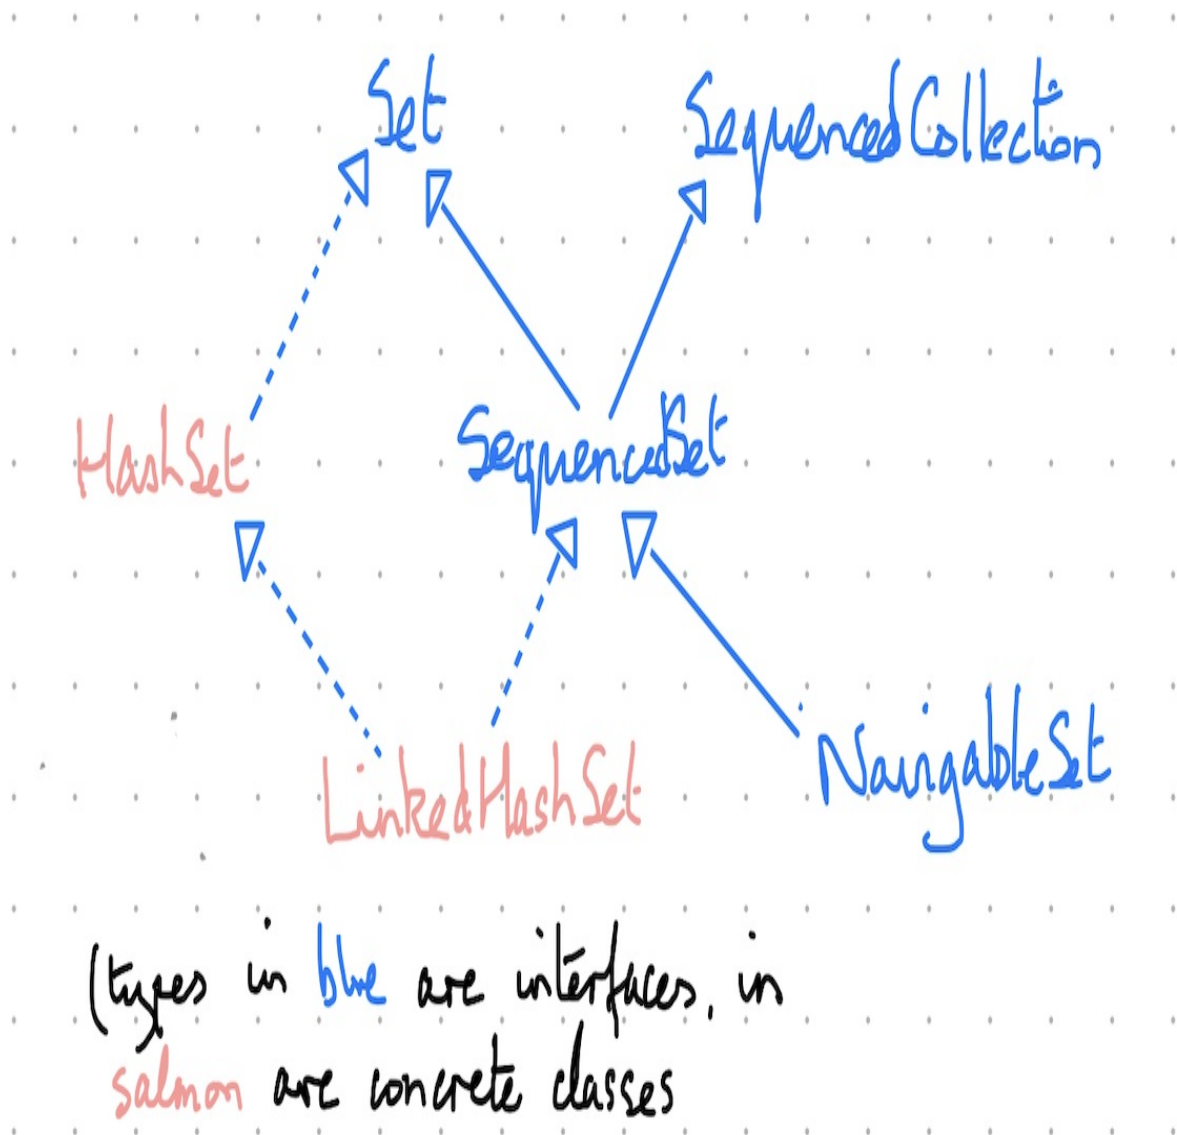 Set
SequencedCollection
HashSet
SequencedSet
LinkedHashSet
NavigableSet
(types in blue are interfaces, in
salmon are concrete classes